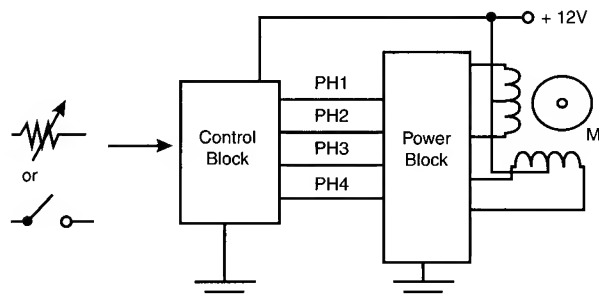 + 12V
PH1
PH2
PH3
PH4
Control
Block
Power
Block
M
or